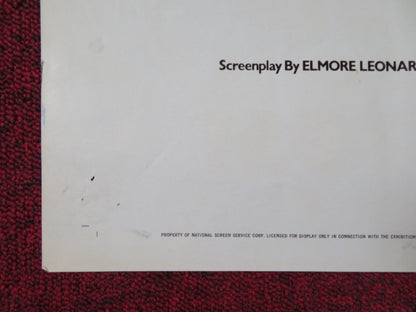 Screenplay By ELMORE LEONAR
PROPERTY OF NATIONAL SCREEN SERVICE CORP. LICENSED FOR DISPLAY ONLY IN CONNECTION WITH THE EXHIBITION